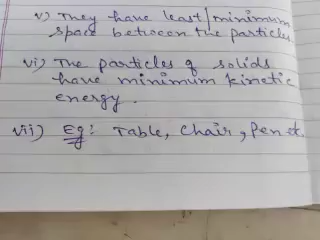 v) They have least/minimum
space between the particles
vi) The particles of solids
have minimum kinetic
energy.
vii) Eg: Table, Chair, Pen et.